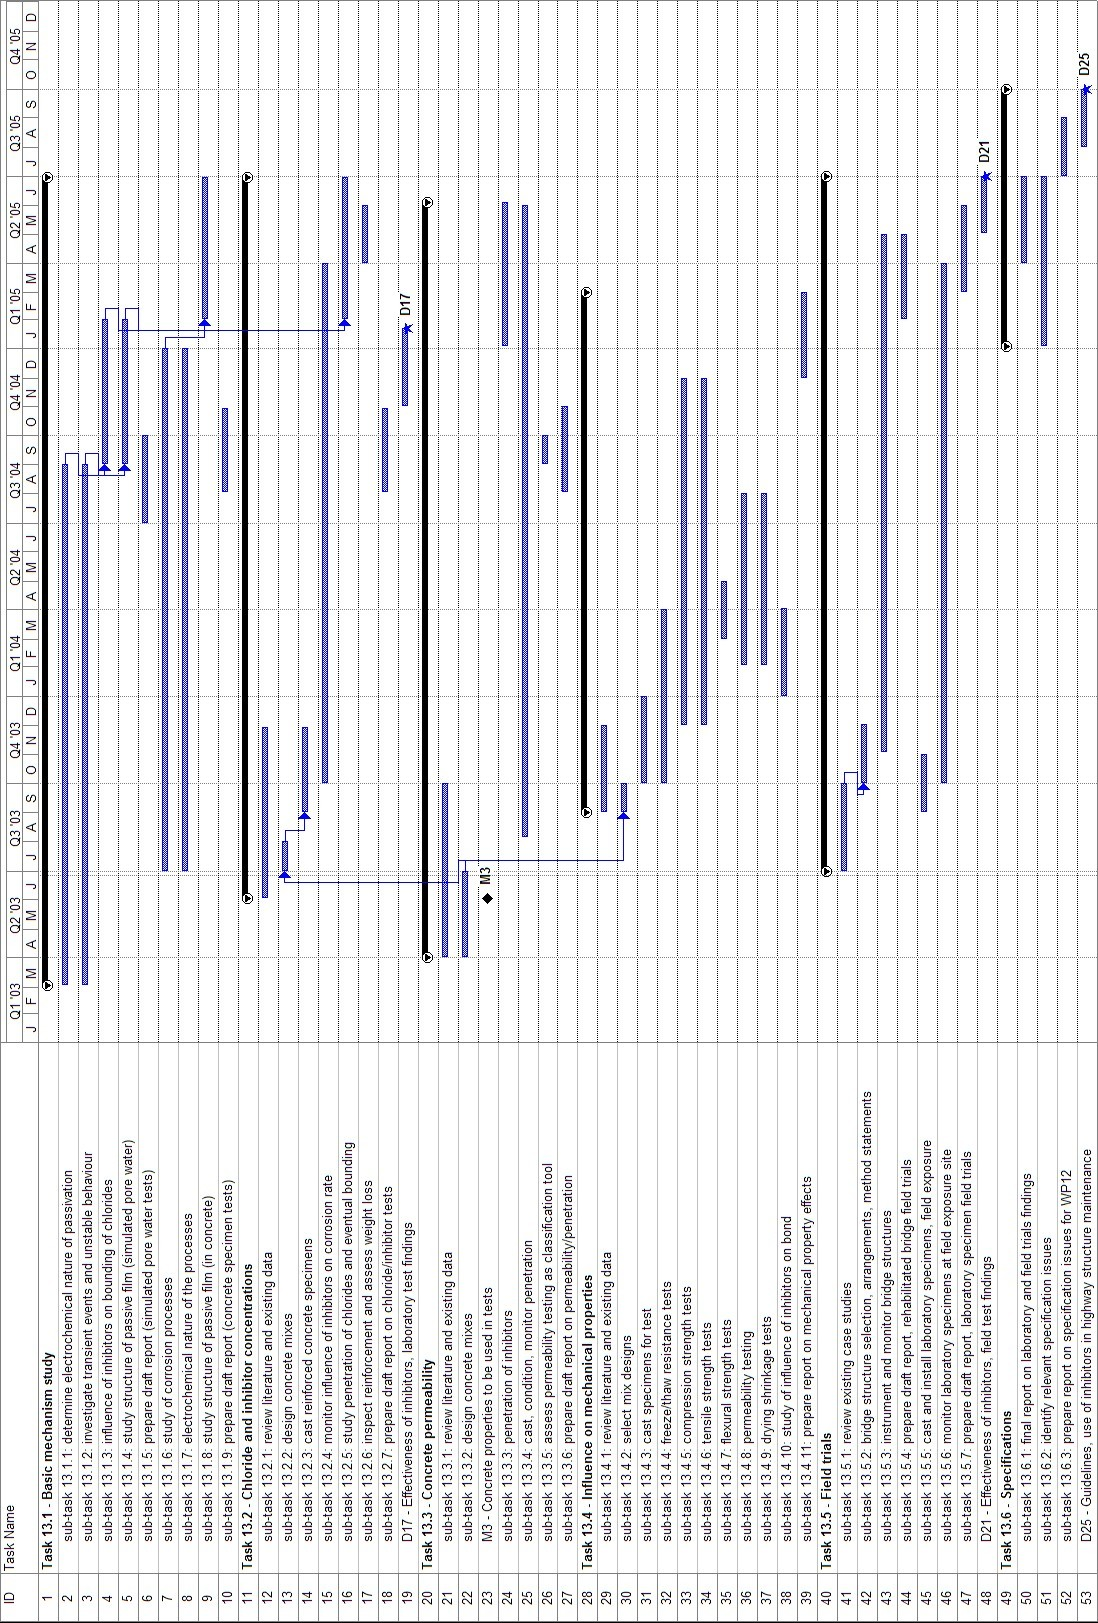 ID Task Name Q1 '03 Q2 '03 Q3 '03 Q4 '03 Q1 '04 Q2 '04 Q3 '04 Q4 '04 Q1 '05 Q2 '05 Q3 '05 Q4 '05
J F M A M J J A S O N D J F M A M J J A S O N D J F M A M J J A S O N D
1 Task 13.1 - Basic mechanism study
2 sub-task 13.1.1: determine electrochemical nature of passivation
3 sub-task 13.1.2: investigate transient events and unstable behaviour
4 sub-task 13.1.3: influence of inhibitors on bounding of chlorides
5 sub-task 13.1.4: study structure of passive film (simulated pore water)
6 sub-task 13.1.5: prepare draft report (simulated pore water tests)
7 sub-task 13.1.6: study of corrosion processes
8 sub-task 13.1.7: electrochemical nature of the processes
9 sub-task 13.1.8: study structure of passive film (in concrete)
10 sub-task 13.1.9: prepare draft report (concrete specimen tests)
11 Task 13.2 - Chloride and inhibitor concentrations
12 sub-task 13.2.1: review literature and existing data
13 sub-task 13.2.2: design concrete mixes
14 sub-task 13.2.3: cast reinforced concrete specimens
15 sub-task 13.2.4: monitor influence of inhibitors on corrosion rate
16 sub-task 13.2.5: study penetration of chlorides and eventual bounding
17 sub-task 13.2.6: inspect reinforcement and assess weight loss
18 sub-task 13.2.7: prepare draft report on chloride/inhibitor tests
19 D17 - Effectiveness of inhibitors, laboratory test findings D17
20 Task 13.3 - Concrete permeability
21 sub-task 13.3.1: review literature and existing data
22 sub-task 13.3.2: design concrete mixes
23 M3 - Concrete properties to be used in tests M3
24 sub-task 13.3.3: penetration of inhibitors
25 sub-task 13.3.4: cast, condition, monitor penetration
26 sub-task 13.3.5: assess permeability testing as classification tool
27 sub-task 13.3.6: prepare draft report on permeability/penetration
28 Task 13.4 - Influence on mechanical properties
29 sub-task 13.4.1: review literature and existing data
30 sub-task 13.4.2: select mix designs
31 sub-task 13.4.3: cast specimens for test
32 sub-task 13.4.4: freeze/thaw resistance tests
33 sub-task 13.4.5: compression strength tests
34 sub-task 13.4.6: tensile strength tests
35 sub-task 13.4.7: flexural strength tests
36 sub-task 13.4.8: permeability testing
37 sub-task 13.4.9: drying shrinkage tests
38 sub-task 13.4.10: study of influence of inhibitors on bond
39 sub-task 13.4.11: prepare report on mechanical property effects
40 Task 13.5 - Field trials
41 sub-task 13.5.1: review existing case studies
42 sub-task 13.5.2: bridge structure selection, arrangements, method statements
43 sub-task 13.5.3: instrument and monitor bridge structures
44 sub-task 13.5.4: prepare draft report, rehabilitated bridge field trials
45 sub-task 13.5.5: cast and install laboratory specimens, field exposure
46 sub-task 13.5.6: monitor laboratory specimens at field exposure site
47 sub-task 13.5.7: prepare draft report, laboratory specimen field trials
48 D21 - Effectiveness of inhibitors, field test findings D21
49 Task 13.6 - Specifications
50 sub-task 13.6.1: final report on laboratory and field trials findings
51 sub-task 13.6.2: identify relevant specification issues
52 sub-task 13.6.3: prepare report on specification issues for WP12
53 D25 - Guidelines, use of inhibitors in highway structure maintenance D25